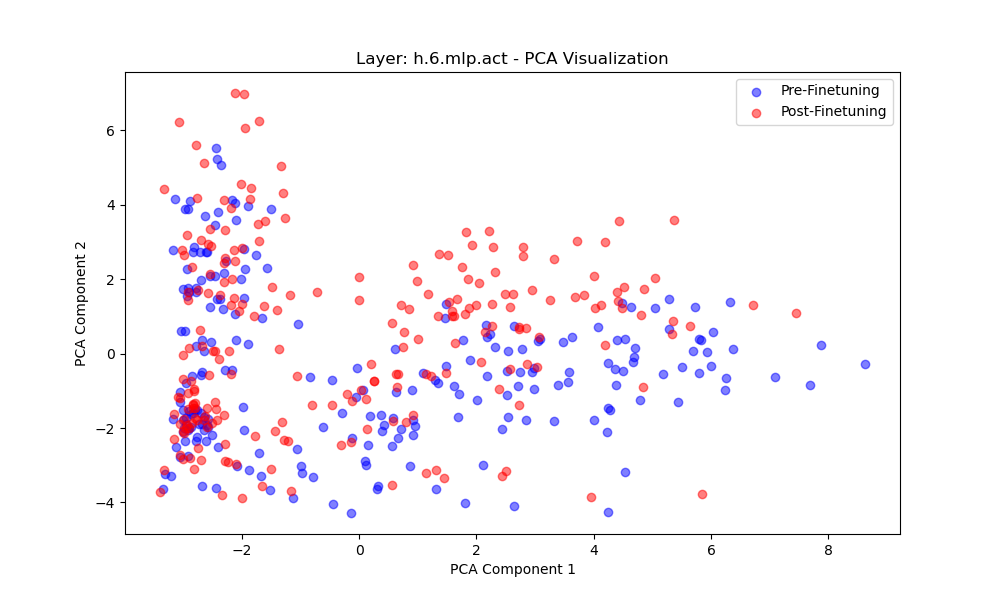 Layer: h.6.mlp.act - PCA Visualization
Pre-Finetuning
Post-Finetuning
PCA Component 2
6
4
2
0
−2
−4
−2
0
2
4
6
8
PCA Component 1